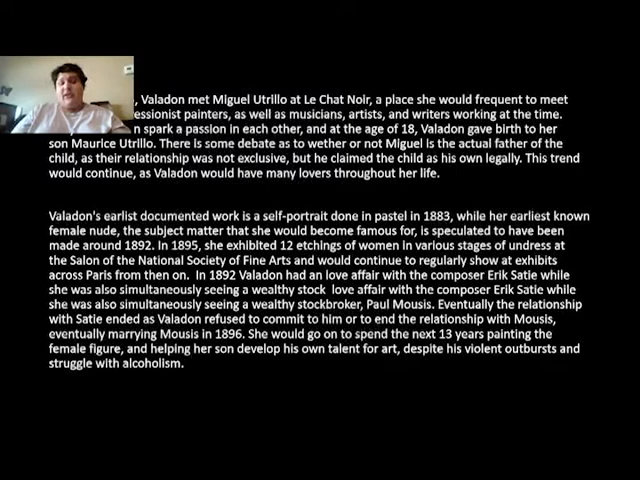 , Valadon met Miguel Utrillo at Le Chat Noir, a place she would frequent to meet
essionist painters, as well as musicians, artists, and writers working at the time.
n spark a passion in each other, and at the age of 18, Valadon gave birth to her
son Maurice Utrillo. There is some debate as to wether or not Miguel is the actual father of the
child, as their relationship was not exclusive, but he claimed the child as his own legally. This trend
would continue, as Valadon would have many lovers throughout her life.
Valadon's earlist documented work is a self-portrait done in pastel in 1883, while her earliest known
female nude, the subject matter that she would become famous for, is speculated to have been
made around 1892. In 1895, she exhibited 12 etchings of women in various stages of undress at
the Salon of the National Society of Fine Arts and would continue to regularly show at exhibits
across Paris from then on. In 1892 Valadon had an love affair with the composer Erik Satie while
she was also simultaneously seeing a wealthy stock love affair with the composer Erik Satie while
she was also simultaneously seeing a wealthy stockbroker, Paul Mousis. Eventually the relationship
with Satie ended as Valadon refused to commit to him or to end the relationship with Mousis,
eventually marrying Mousis in 1896. She would go on to spend the next 13 years painting the
female figure, and helping her son develop his own talent for art, despite his violent outbursts and
struggle with alcoholism.